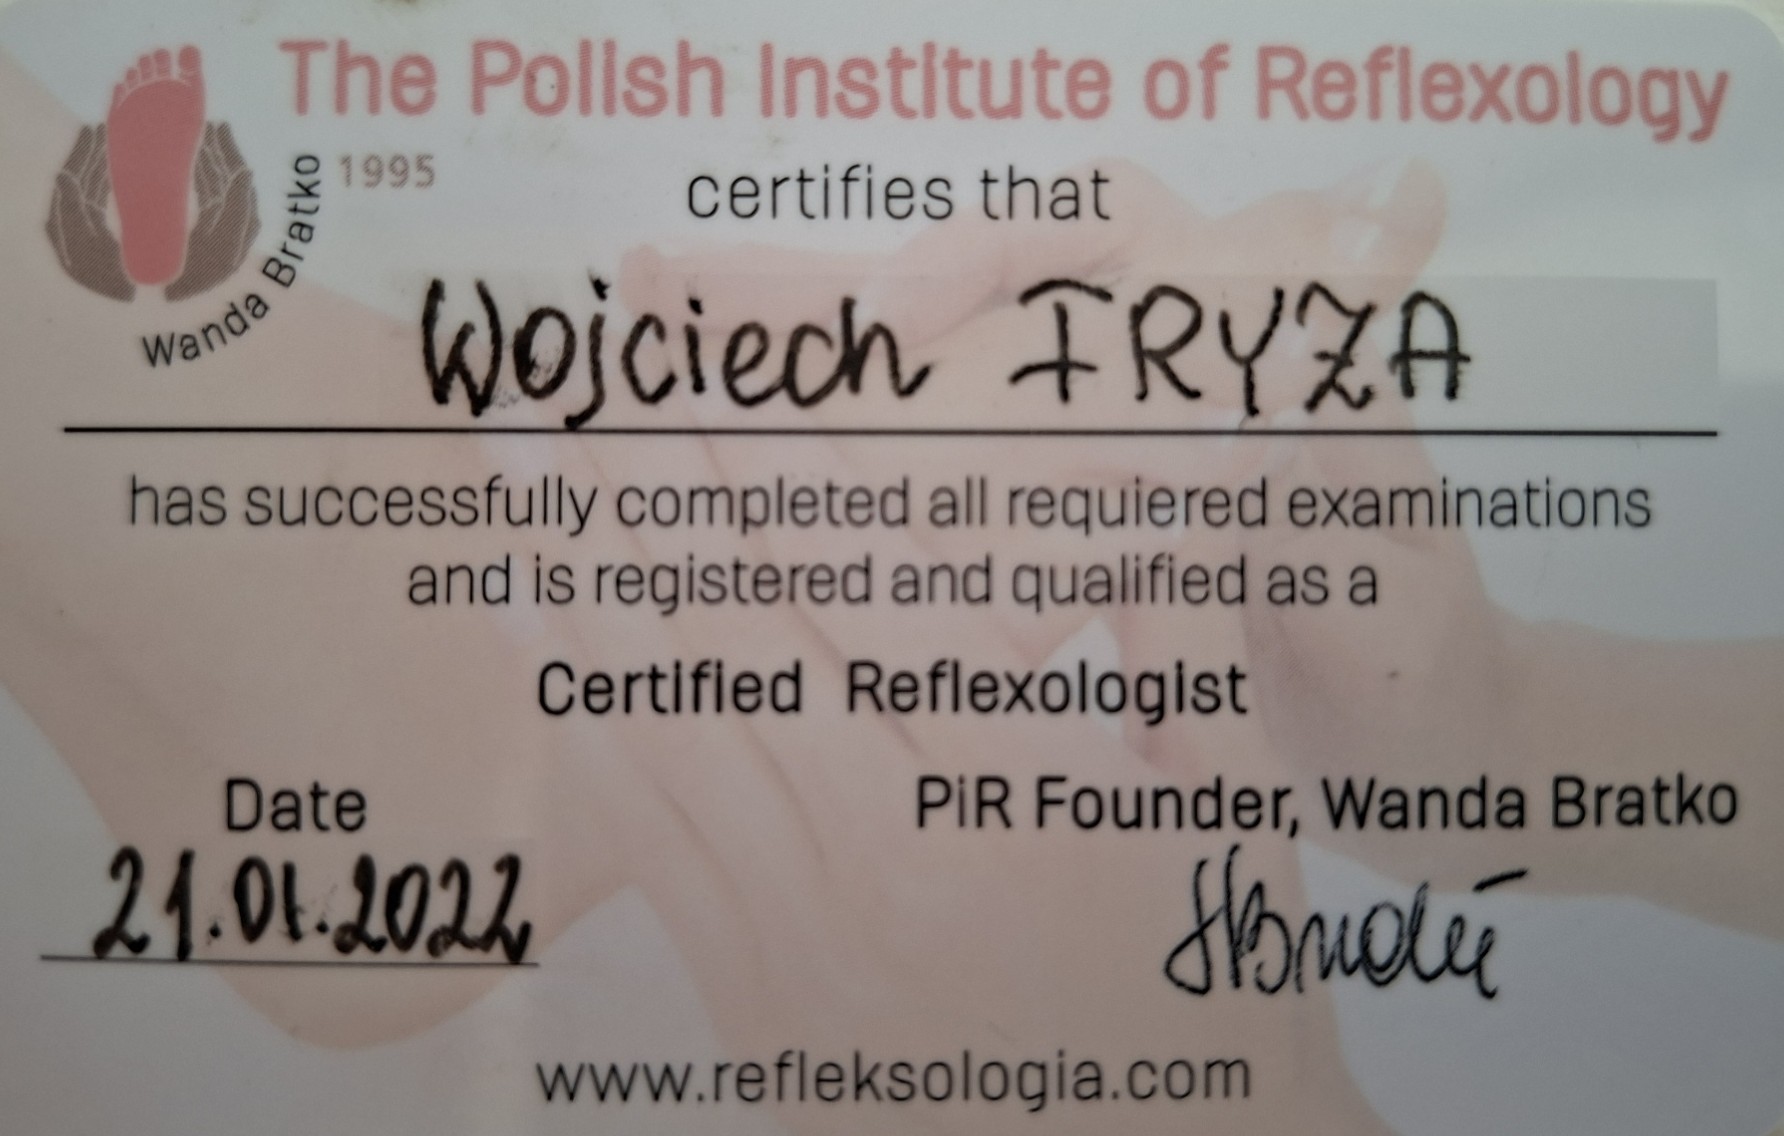 The Polish Institute of Reflexology
1995
Wanda Bratko
certifies that
Wojciech FRYZA
has successfully completed all requiered examinations
and is registered and qualified as a
Certified Reflexologist
Date
21.01.2022
PiR Founder, Wanda Bratko
www.refleksologia.com